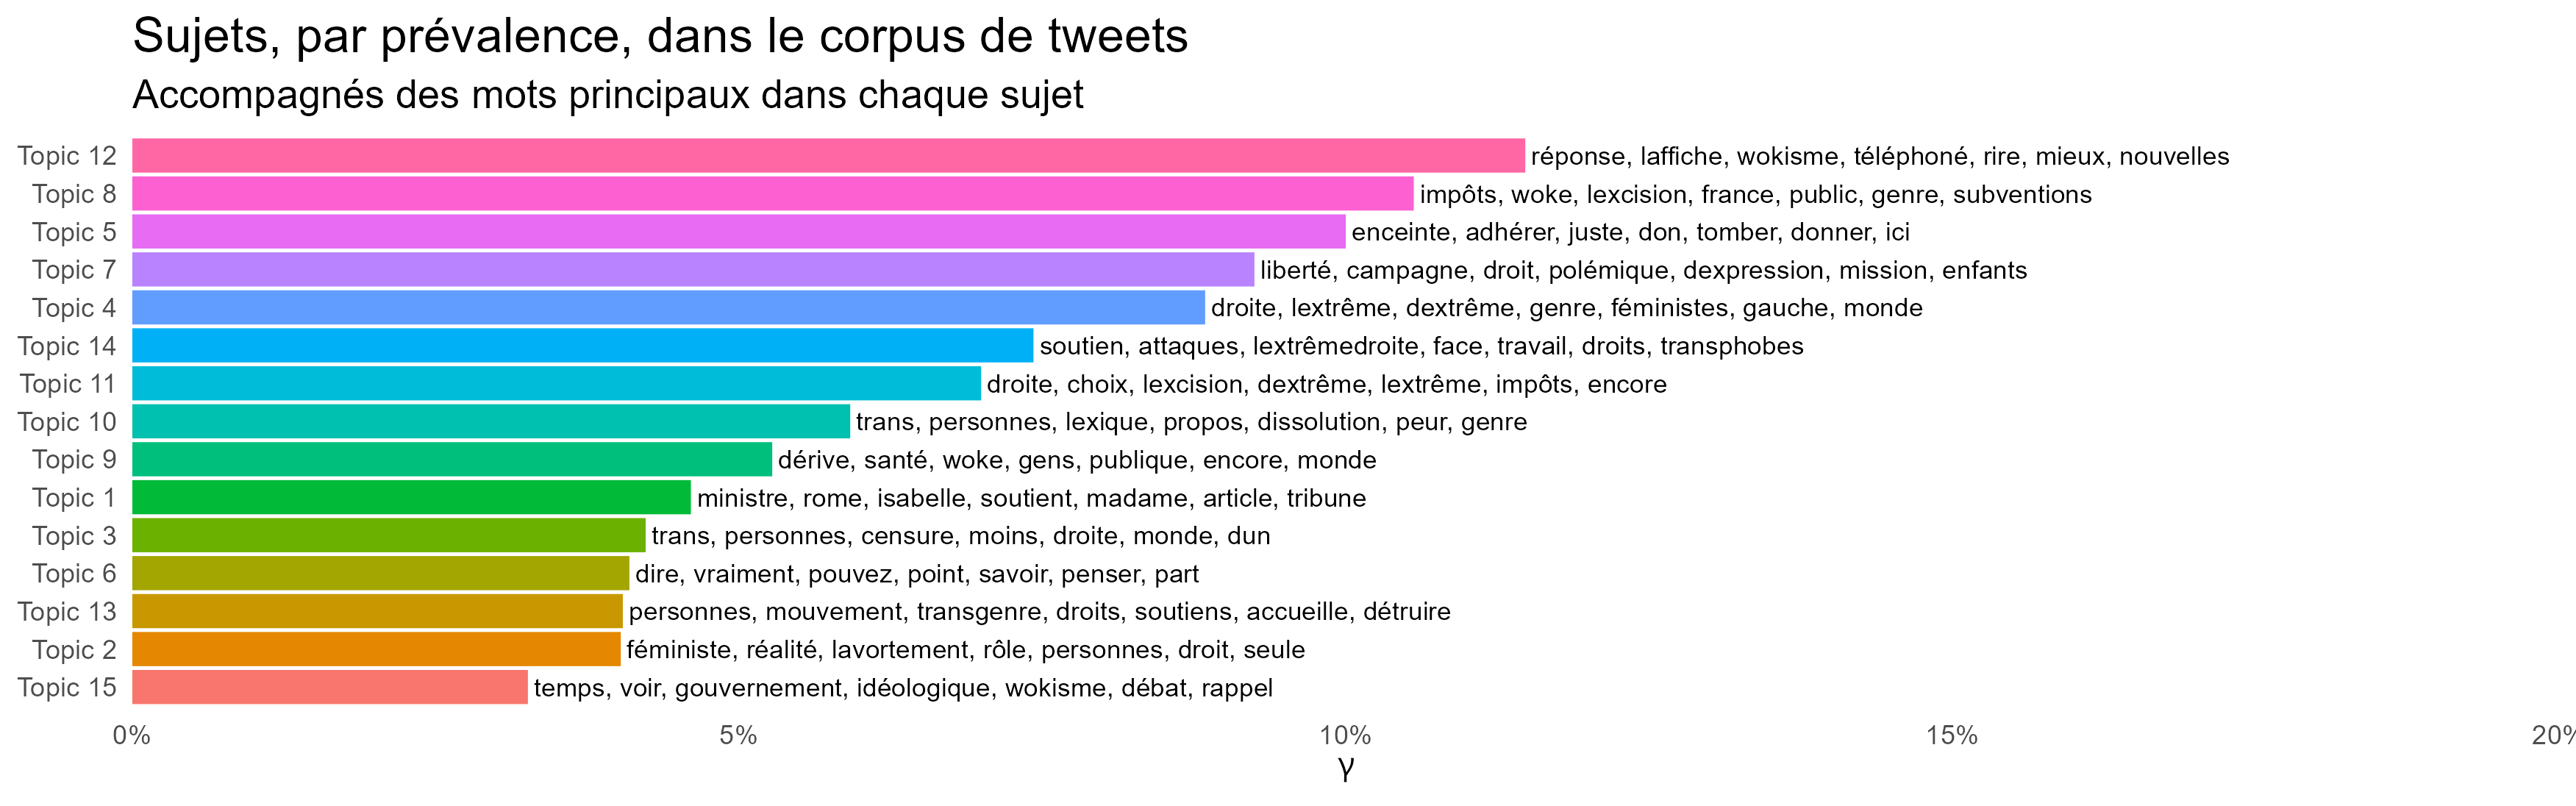 Sujets, par prévalence, dans le corpus de tweets
Accompagnés des mots principaux dans chaque sujet
Topic 12 réponse, laffiche, wokisme, téléphoné, rire, mieux, nouvelles
Topic 8 impôts, woke, lexcision, france, public, genre, subventions
Topic 5 enceinte, adhérer, juste, don, tomber, donner, ici
Topic 7 liberté, campagne, droit, polémique, dexpression, mission, enfants
Topic 4 droite, lextrême, dextrême, genre, féministes, gauche, monde
Topic 14 soutien, attaques, lextrêmedroite, face, travail, droits, transphobes
Topic 11 droite, choix, lexcision, dextrême, lextrême, impôts, encore
Topic 10 trans, personnes, lexique, propos, dissolution, peur, genre
Topic 9 dérive, santé, woke, gens, publique, encore, monde
Topic 1 ministre, rome, isabelle, soutient, madame, article, tribune
Topic 3 trans, personnes, censure, moins, droite, monde, dun
Topic 6 dire, vraiment, pouvez, point, savoir, penser, part
Topic 13 personnes, mouvement, transgenre, droits, soutiens, accueille, détruire
Topic 2 féministe, réalité, lavortement, rôle, personnes, droit, seule
Topic 15 temps, voir, gouvernement, idéologique, wokisme, débat, rappel
0% 5% 10% 15% 20%
γ